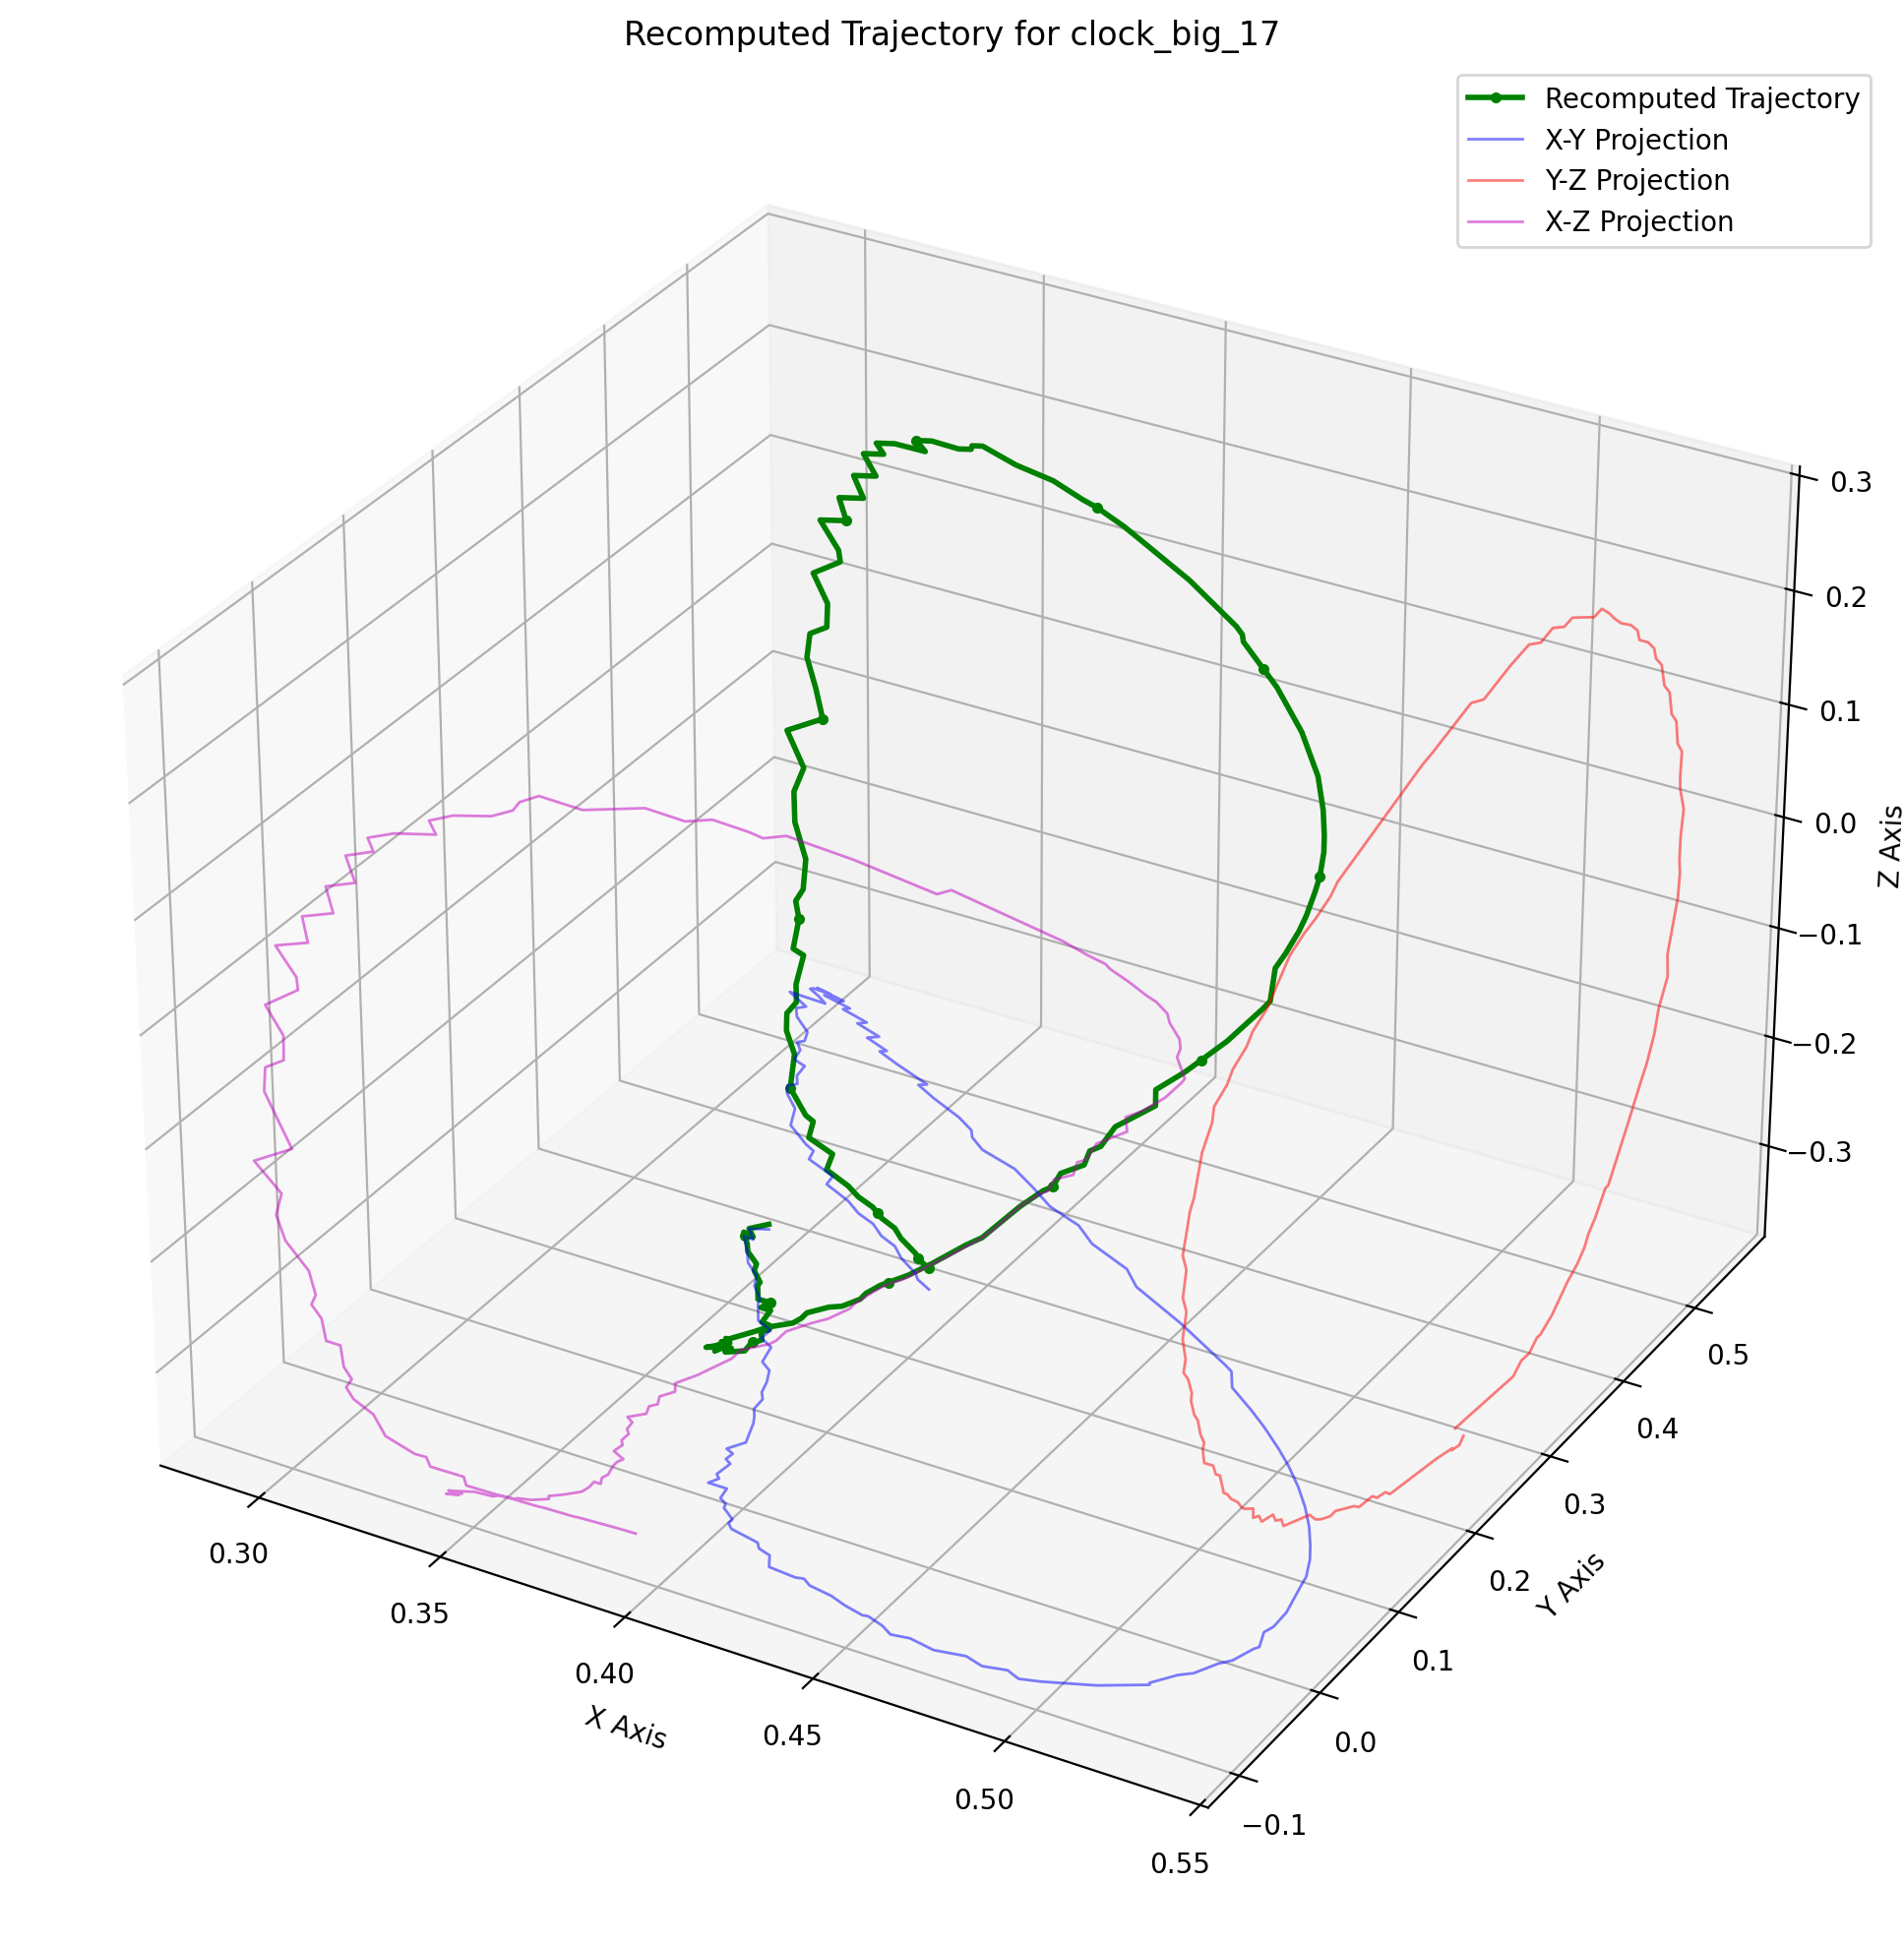 Recomputed Trajectory for clock_big_17
Recomputed Trajectory
X-Y Projection
Y-Z Projection
X-Z Projection
0.3
0.2
0.1
0.0
−0.1
−0.2
−0.3
Z Axis
0.5
0.4
0.3
0.2
0.1
0.0
−0.1
Y Axis
0.30
0.35
0.40
0.45
0.50
0.55
X Axis